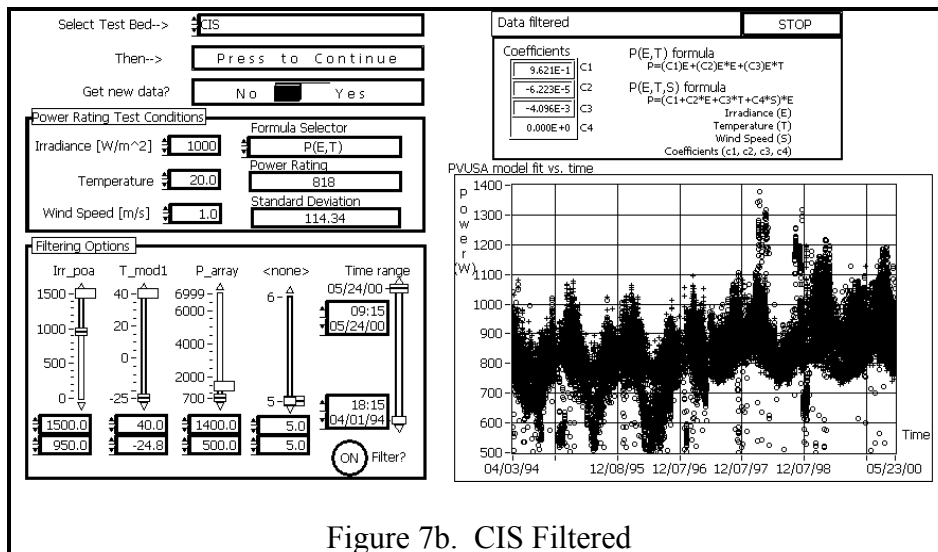 Select Test Bed--> CIS
Then--> Press to Continue
Get new data? No Yes
Power Rating Test Conditions
Irradiance [W/m^2] 1000
Temperature 20.0
Wind Speed [m/s] 1.0
Formula Selector
P(E,T)
Power Rating
818
Standard Deviation
114.34
Filtering Options
Irr_poa T_mod1 P_array <none> Time range
1500 1000 500 0
40 20 0 -25
6999 6000 4000 2000 700
6 5
05/24/00
09:15
05/24/00
18:15
04/01/94
1500.0 40.0 1400.0 5.0
950.0 -24.8 500.0 5.0
ON Filter?
Data filtered STOP
Coefficients
9.621E-1 C1
-6.223E-5 C2
-4.096E-3 C3
0.000E+0 C4
P(E,T) formula
P=(C1)E+(C2)E*E+(C3)E*T
P(E,T,S) formula
P=(C1+C2*E+C3*T+C4*S)*E
Irradiance (E)
Temperature (T)
Wind Speed (S)
Coefficients (c1, c2, c3, c4)
PVUSA model fit vs. time
Power (W)
1400
1300
1200
1100
1000
900
800
700
600
500
Time
04/03/94 12/08/95 12/07/96 12/07/97 12/07/98 05/23/00
Figure 7b. CIS Filtered